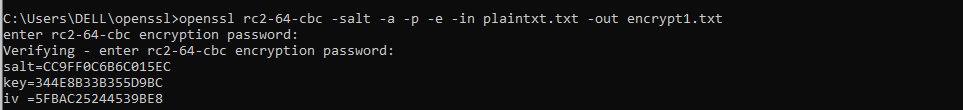 C:\Users\DELL\openssl>openssl rc2-64-cbc -salt -a -p -e -in plaintxt.txt -out encrypt1.txt
enter rc2-64-cbc encryption password:
Verifying - enter rc2-64-cbc encryption password:
salt=CC9FF0C6B6C015EC
key=344E8B33B355D9BC
iv =5FBAC25244539BE8